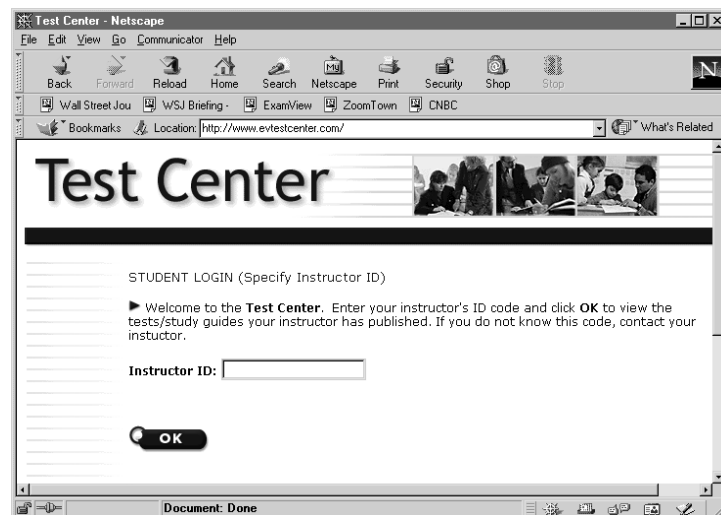 Test Center - Netscape
File Edit View Go Communicator Help
Back Forward Reload Home Search Netscape Print Security Shop Stop
Wall Street Jou WSJ Briefing - ExamView ZoomTown CNBC
Bookmarks Location: http://www.evtestcenter.com/ What's Related
Test Center
STUDENT LOGIN (Specify Instructor ID)
Welcome to the Test Center. Enter your instructor's ID code and click OK to view the
tests/study guides your instructor has published. If you do not know this code, contact your
instuctor.
Instructor ID:
OK
Document: Done